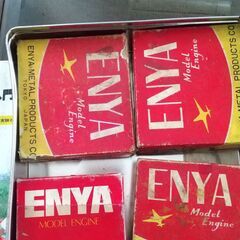 ENYA METAL PRODUCTS CO.
TOKYO JAPAN
ENYA
Model
Engine
ENYA
Model
Engine
ENYA METAL PRODUCTS CO.
ENYA
MODEL ENGINE
ENYA
Model
Engine